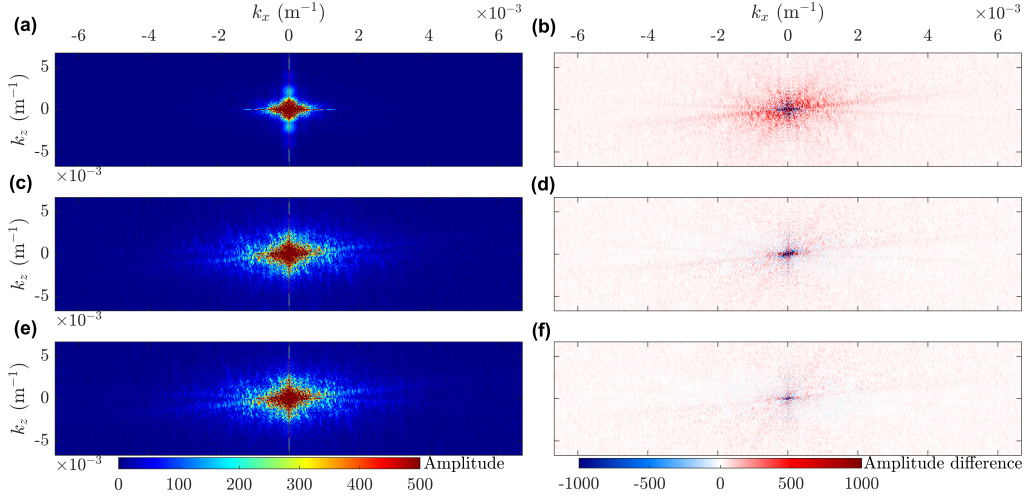 (a)
k_x (m⁻¹)
×10⁻³
-6 -4 -2 0 2 4 6
k_z (m⁻¹)
5
0
-5
×10⁻³
(b)
k_x (m⁻¹)
×10⁻³
-6 -4 -2 0 2 4 6
(c)
k_z (m⁻¹)
5
0
-5
×10⁻³
(d)
(e)
k_z (m⁻¹)
5
0
-5
×10⁻³
(f)
Amplitude
0 100 200 300 400 500
Amplitude difference
-1000 -500 0 500 1000